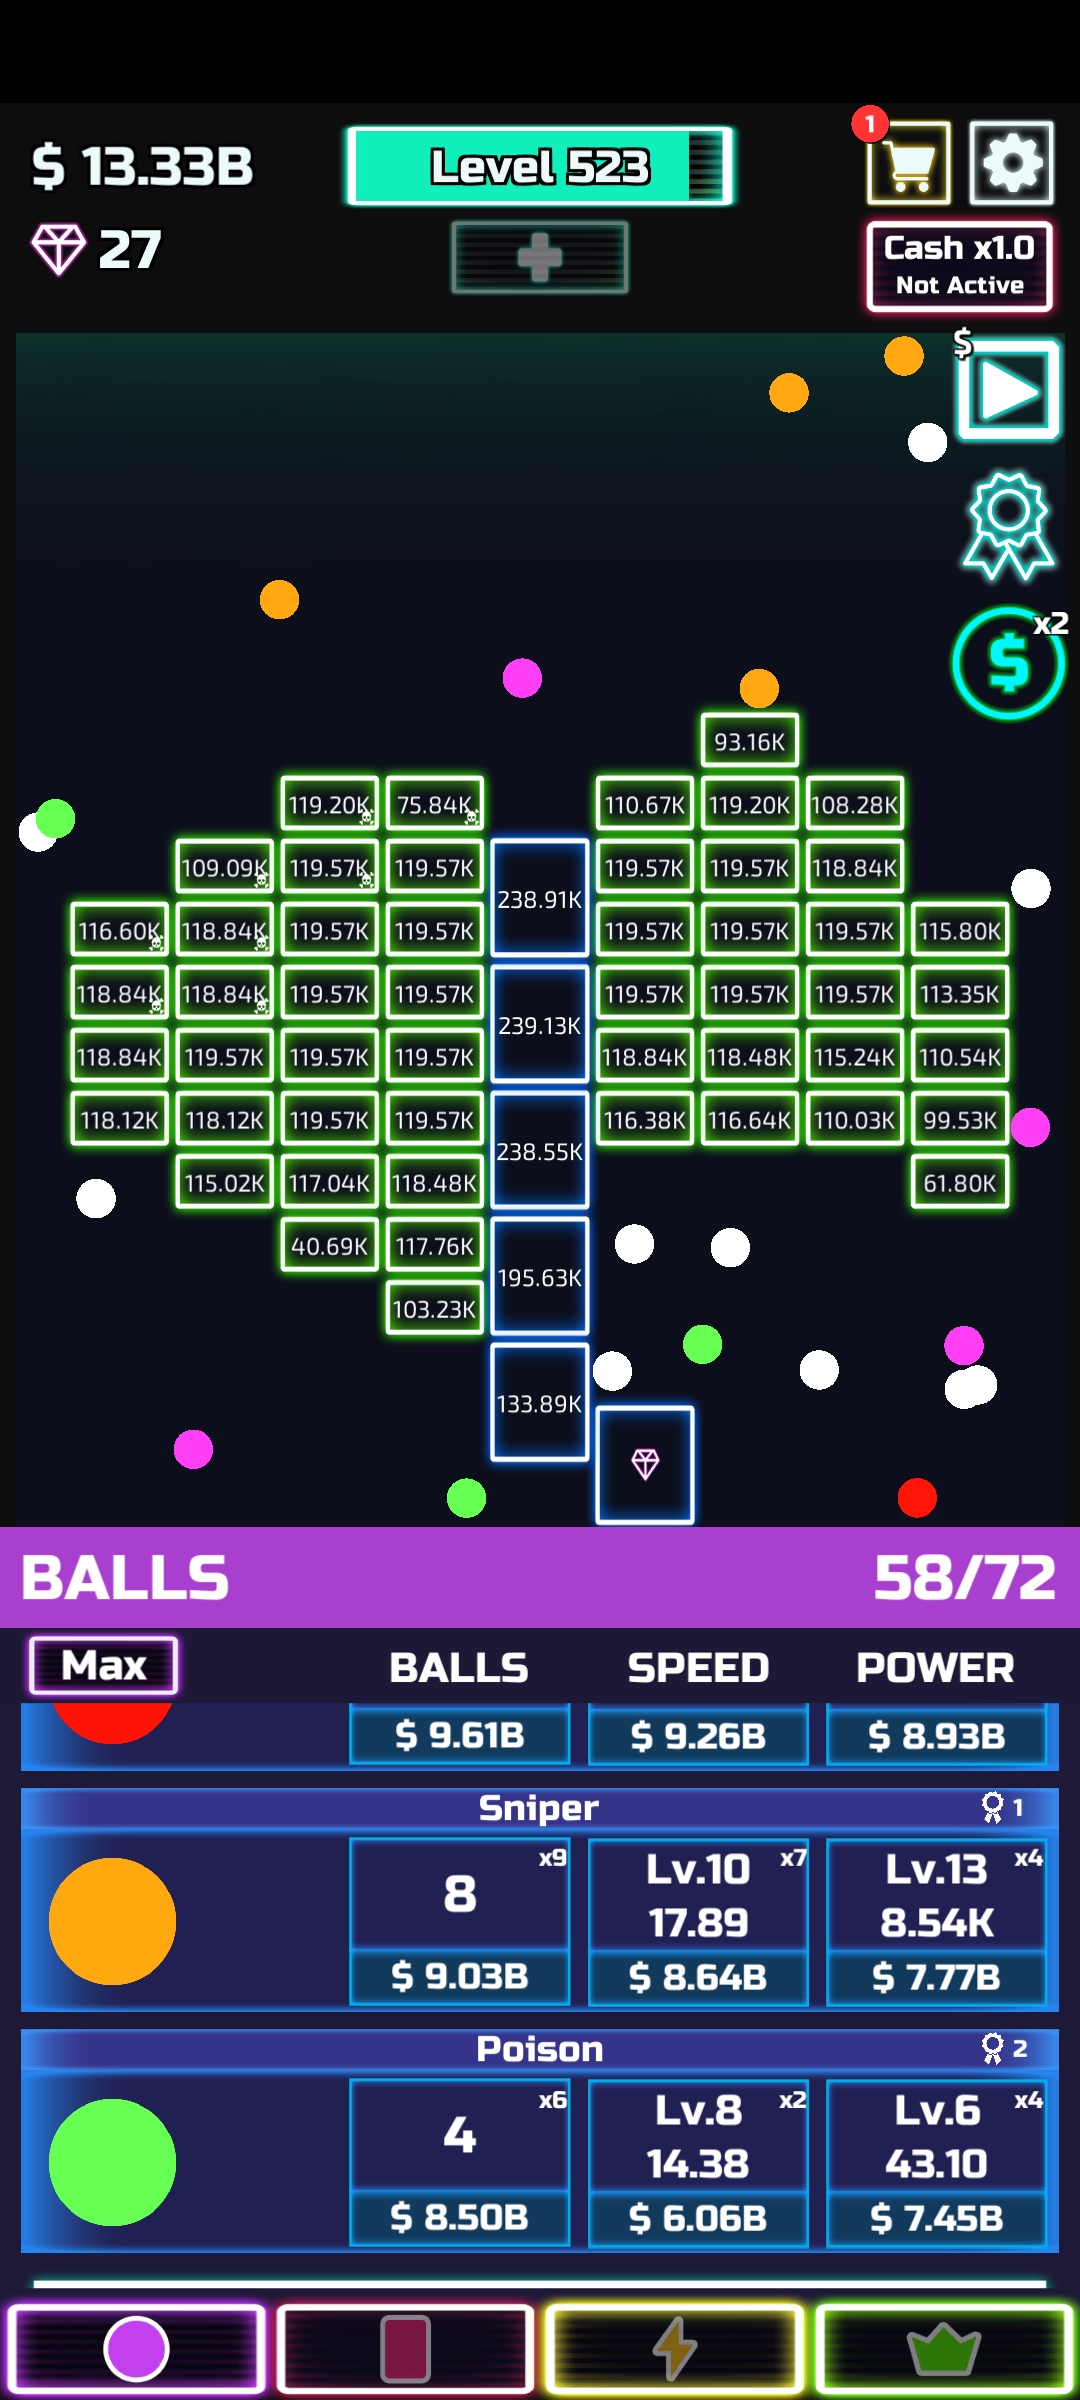 $ 13.33B
Level 523
1
27
Cash x1.0
Not Active
$
x2
$
93.16K
119.20K 75.84K 110.67K 119.20K 108.28K
109.09K 119.57K 119.57K 238.91K 119.57K 119.57K 118.84K
116.60K 118.84K 119.57K 119.57K 119.57K 119.57K 119.57K 115.80K
118.84K 118.84K 119.57K 119.57K 239.13K 119.57K 119.57K 119.57K 113.35K
118.84K 119.57K 119.57K 119.57K 118.84K 118.48K 115.24K 110.54K
118.12K 118.12K 119.57K 119.57K 238.55K 116.38K 116.64K 110.03K 99.53K
115.02K 117.04K 118.48K 61.80K
40.69K 117.76K 195.63K
103.23K
133.89K
BALLS 58/72
Max BALLS SPEED POWER
$ 9.61B $ 9.26B $ 8.93B
Sniper 1
x9 x7 x4
8 Lv.10 Lv.13
17.89 8.54K
$ 9.03B $ 8.64B $ 7.77B
Poison 2
x6 x2 x4
4 Lv.8 Lv.6
14.38 43.10
$ 8.50B $ 6.06B $ 7.45B